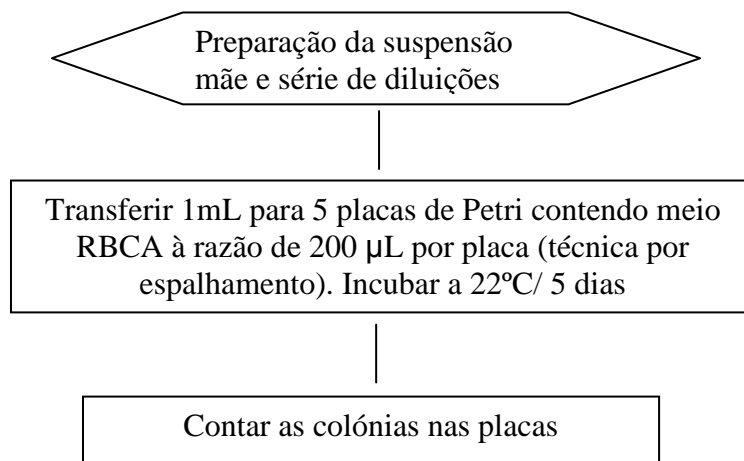 Preparação da suspensão
mãe e série de diluições
Transferir 1mL para 5 placas de Petri contendo meio
RBCA à razão de 200 μL por placa (técnica por
espalhamento). Incubar a 22ºC/ 5 dias
Contar as colónias nas placas